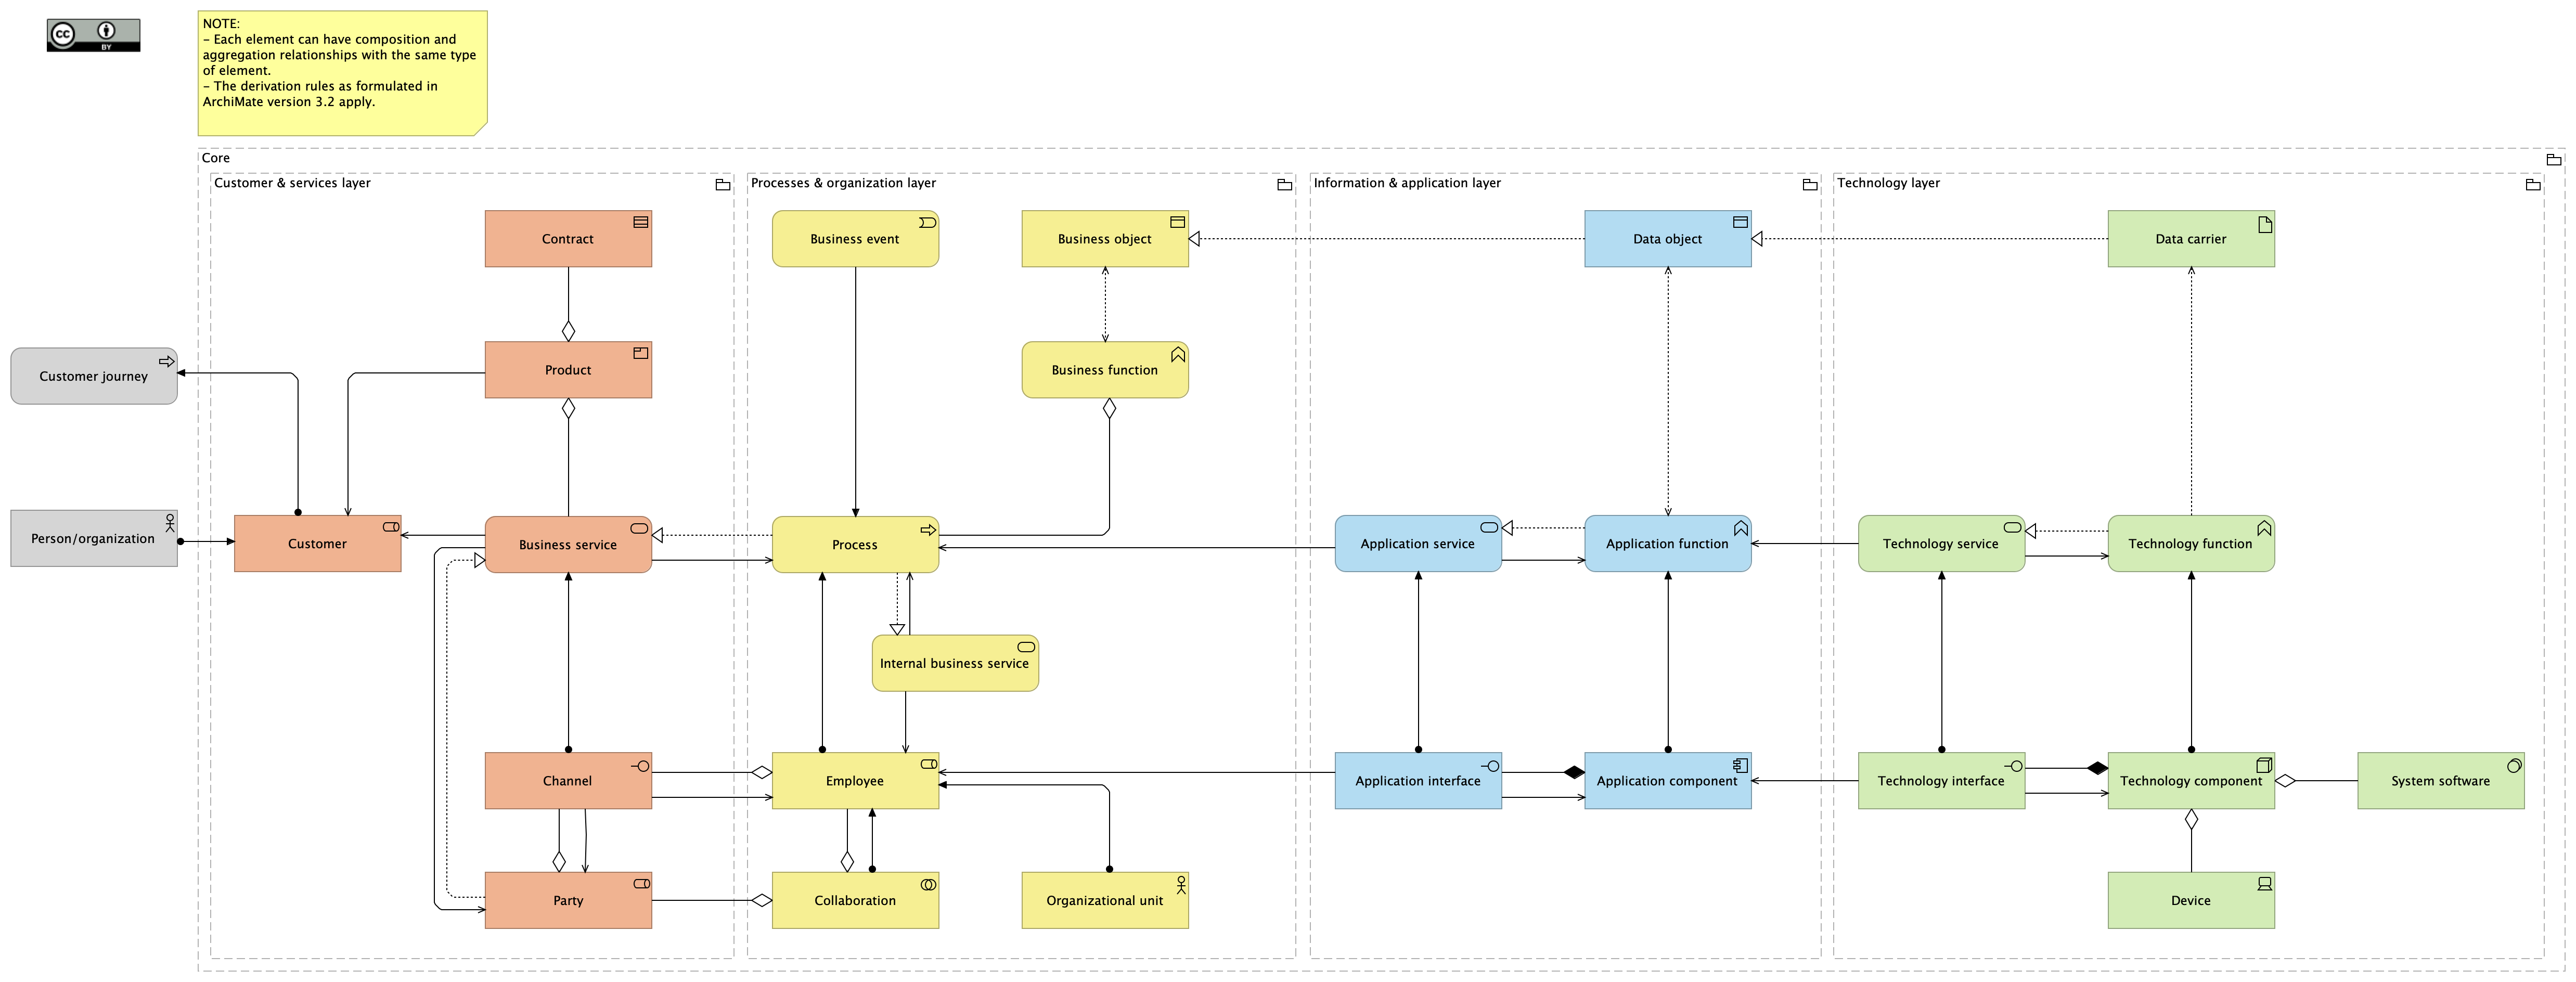 cc
BY
NOTE:
- Each element can have composition and
aggregation relationships with the same type
of element.
- The derivation rules as formulated in
ArchiMate version 3.2 apply.
Core
Customer & services layer
Processes & organization layer
Information & application layer
Technology layer
Contract
Business event
Business object
Data object
Data carrier
Customer journey
Product
Business function
Person/organization
Customer
Business service
Process
Application service
Application function
Technology service
Technology function
Internal business service
Channel
Employee
Application interface
Application component
Technology interface
Technology component
System software
Party
Collaboration
Organizational unit
Device